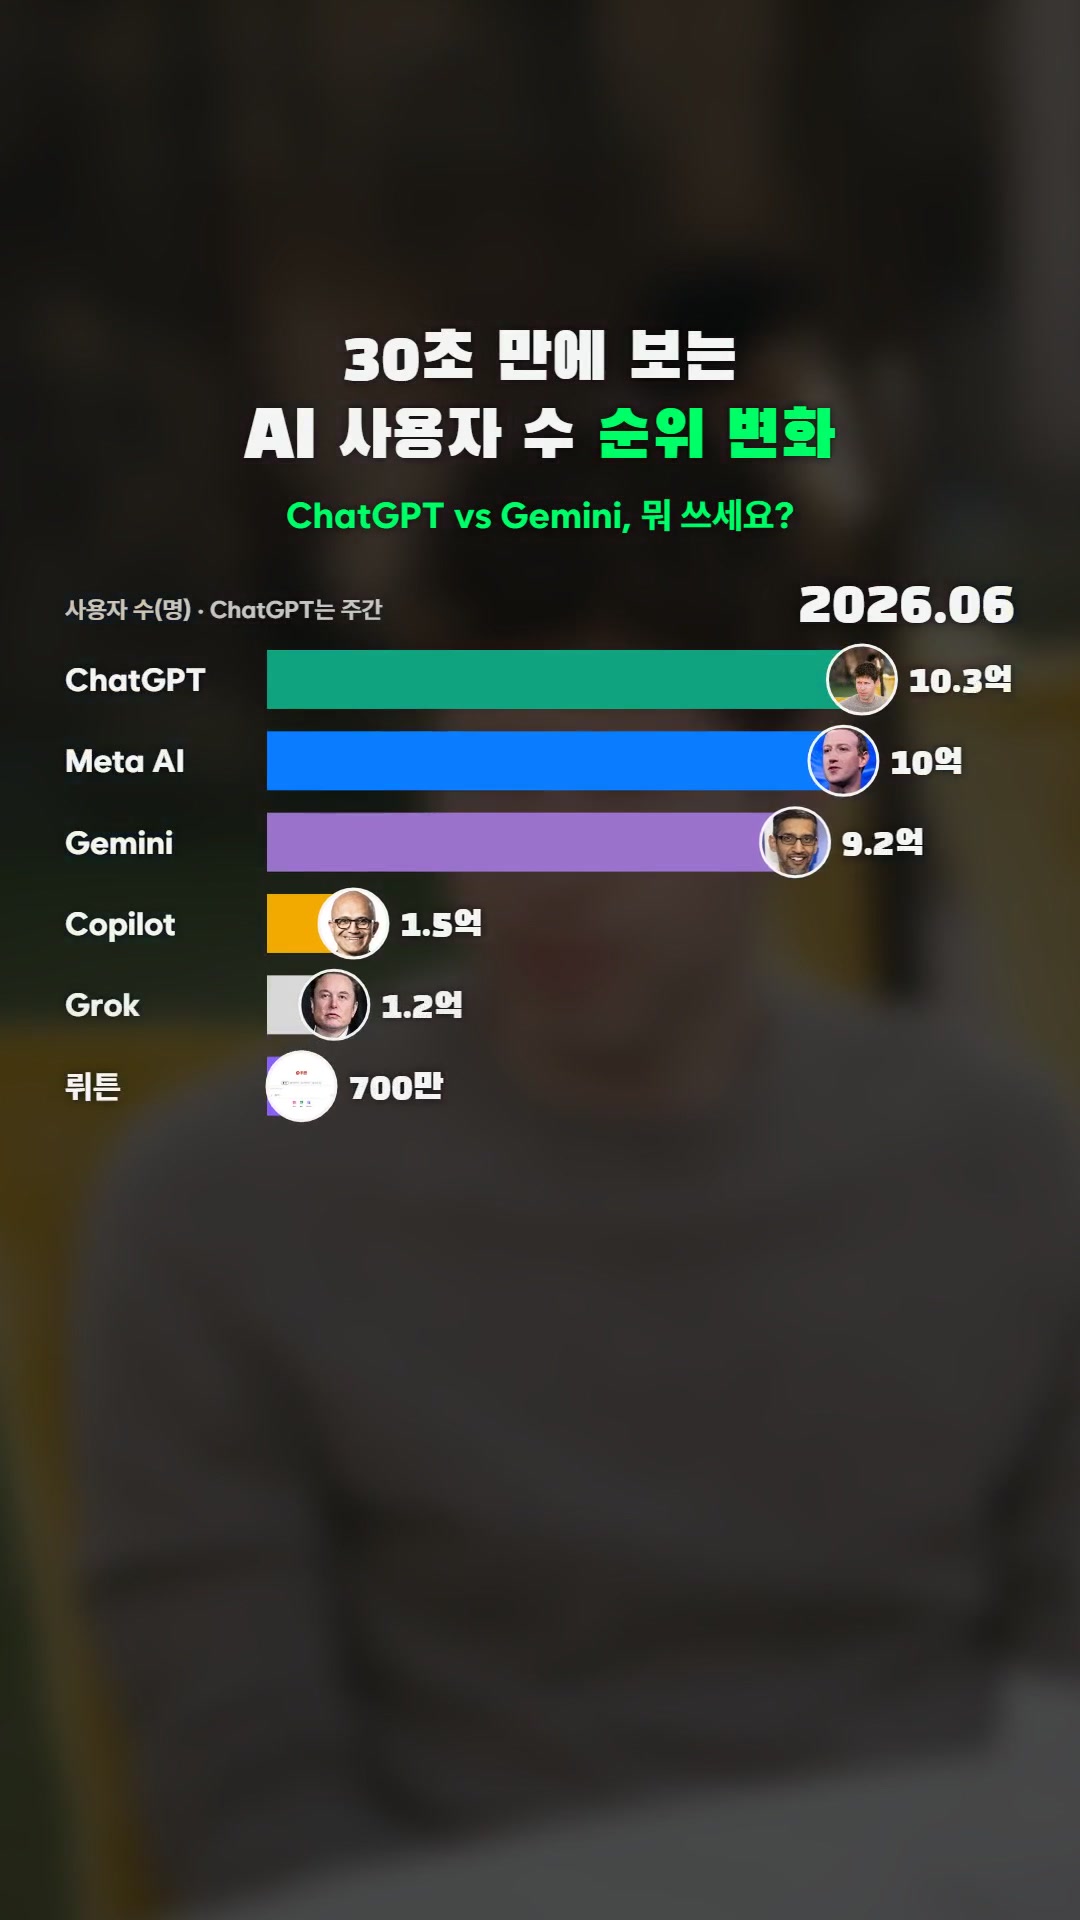 30초 만에 보는
AI 사용자 수 순위 변화
ChatGPT vs Gemini, 뭐 쓰세요?
사용자 수(명) · ChatGPT는 주간
2026.06
ChatGPT 10.3억
Meta AI 10억
Gemini 9.2억
Copilot 1.5억
Grok 1.2억
뤼튼 700만